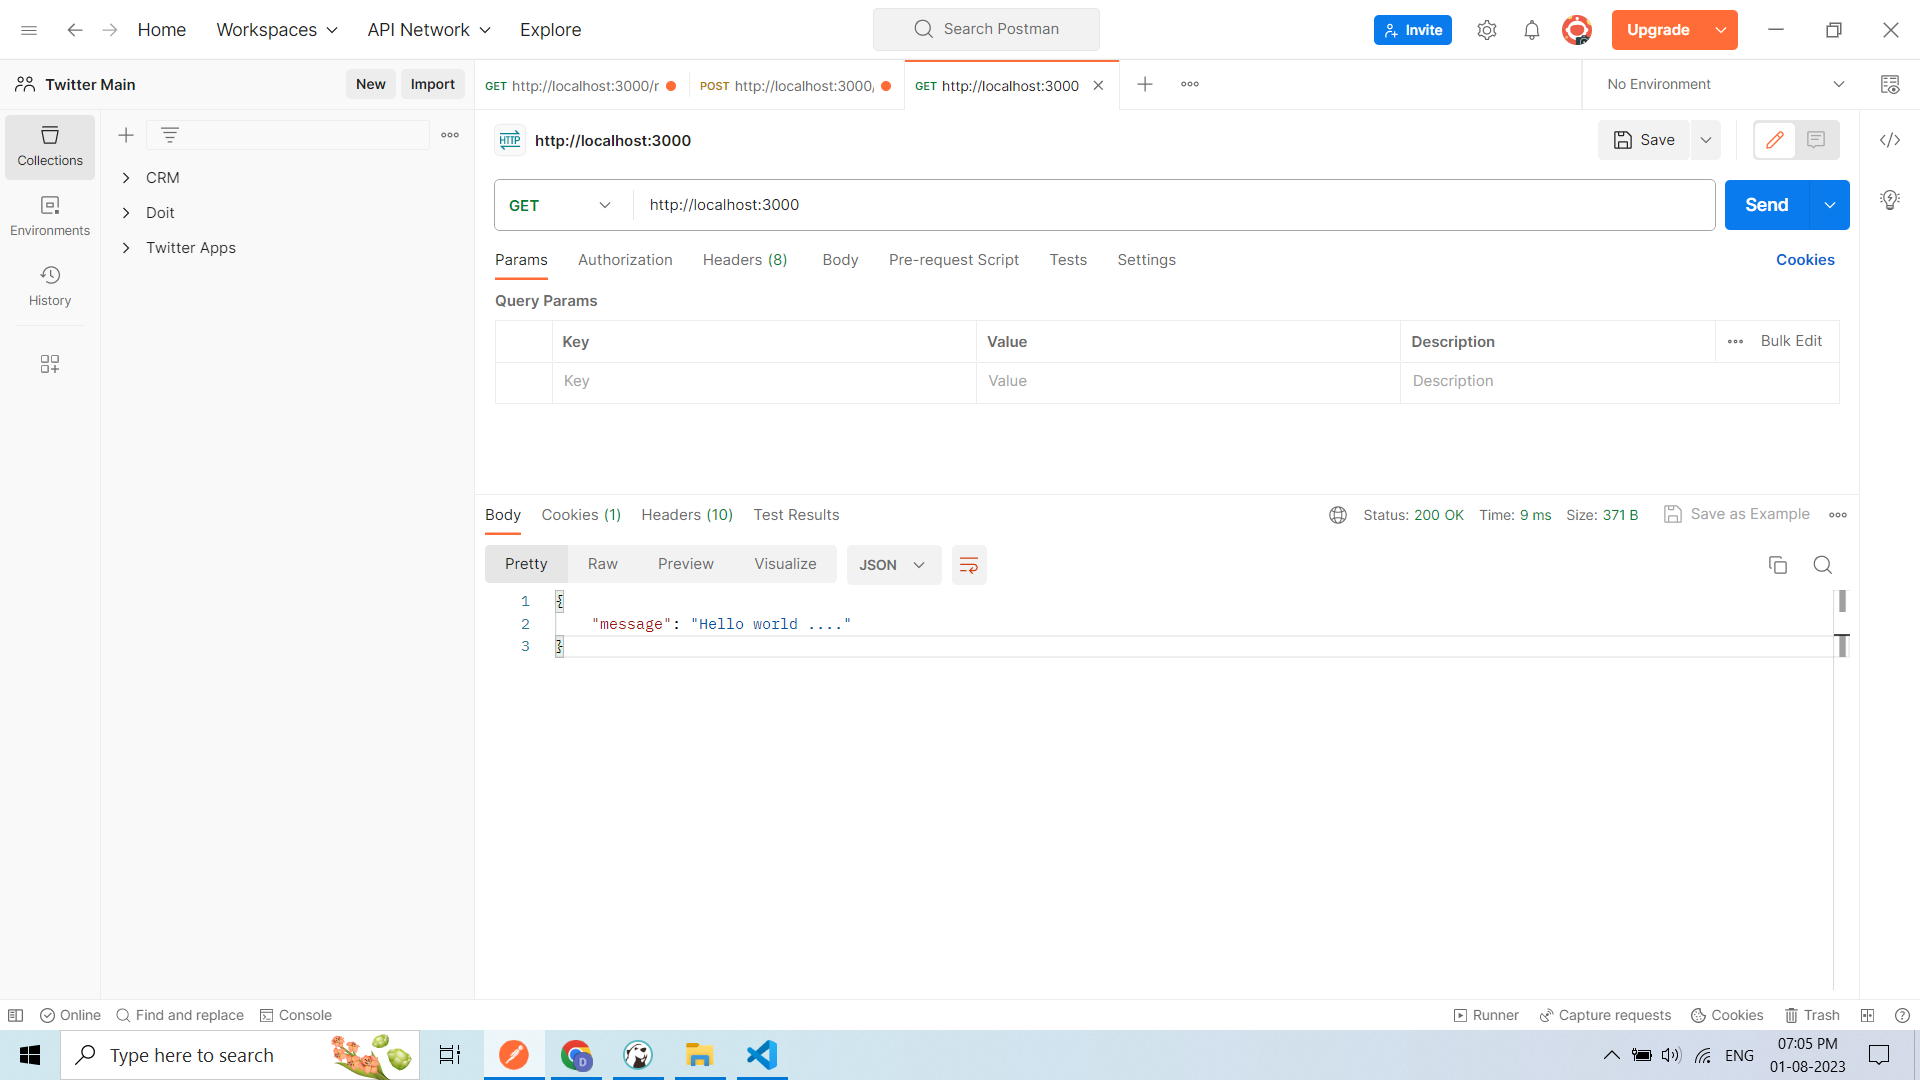 Home Workspaces API Network Explore Search Postman Invite Upgrade
Twitter Main New Import GET http://localhost:3000/r POST http://localhost:3000/ GET http://localhost:3000 No Environment
HTTP http://localhost:3000 Save
Collections
CRM
Doit
Twitter Apps
Environments
History
GET http://localhost:3000 Send
Params Authorization Headers (8) Body Pre-request Script Tests Settings Cookies
Query Params
Key Value Description Bulk Edit
Key Value Description
Body Cookies (1) Headers (10) Test Results Status: 200 OK Time: 9 ms Size: 371 B Save as Example
Pretty Raw Preview Visualize JSON
1 {
2 "message": "Hello world ...."
3 }
Online Find and replace Console Runner Capture requests Cookies Trash
Type here to search D ENG 07:05 PM
01-08-2023